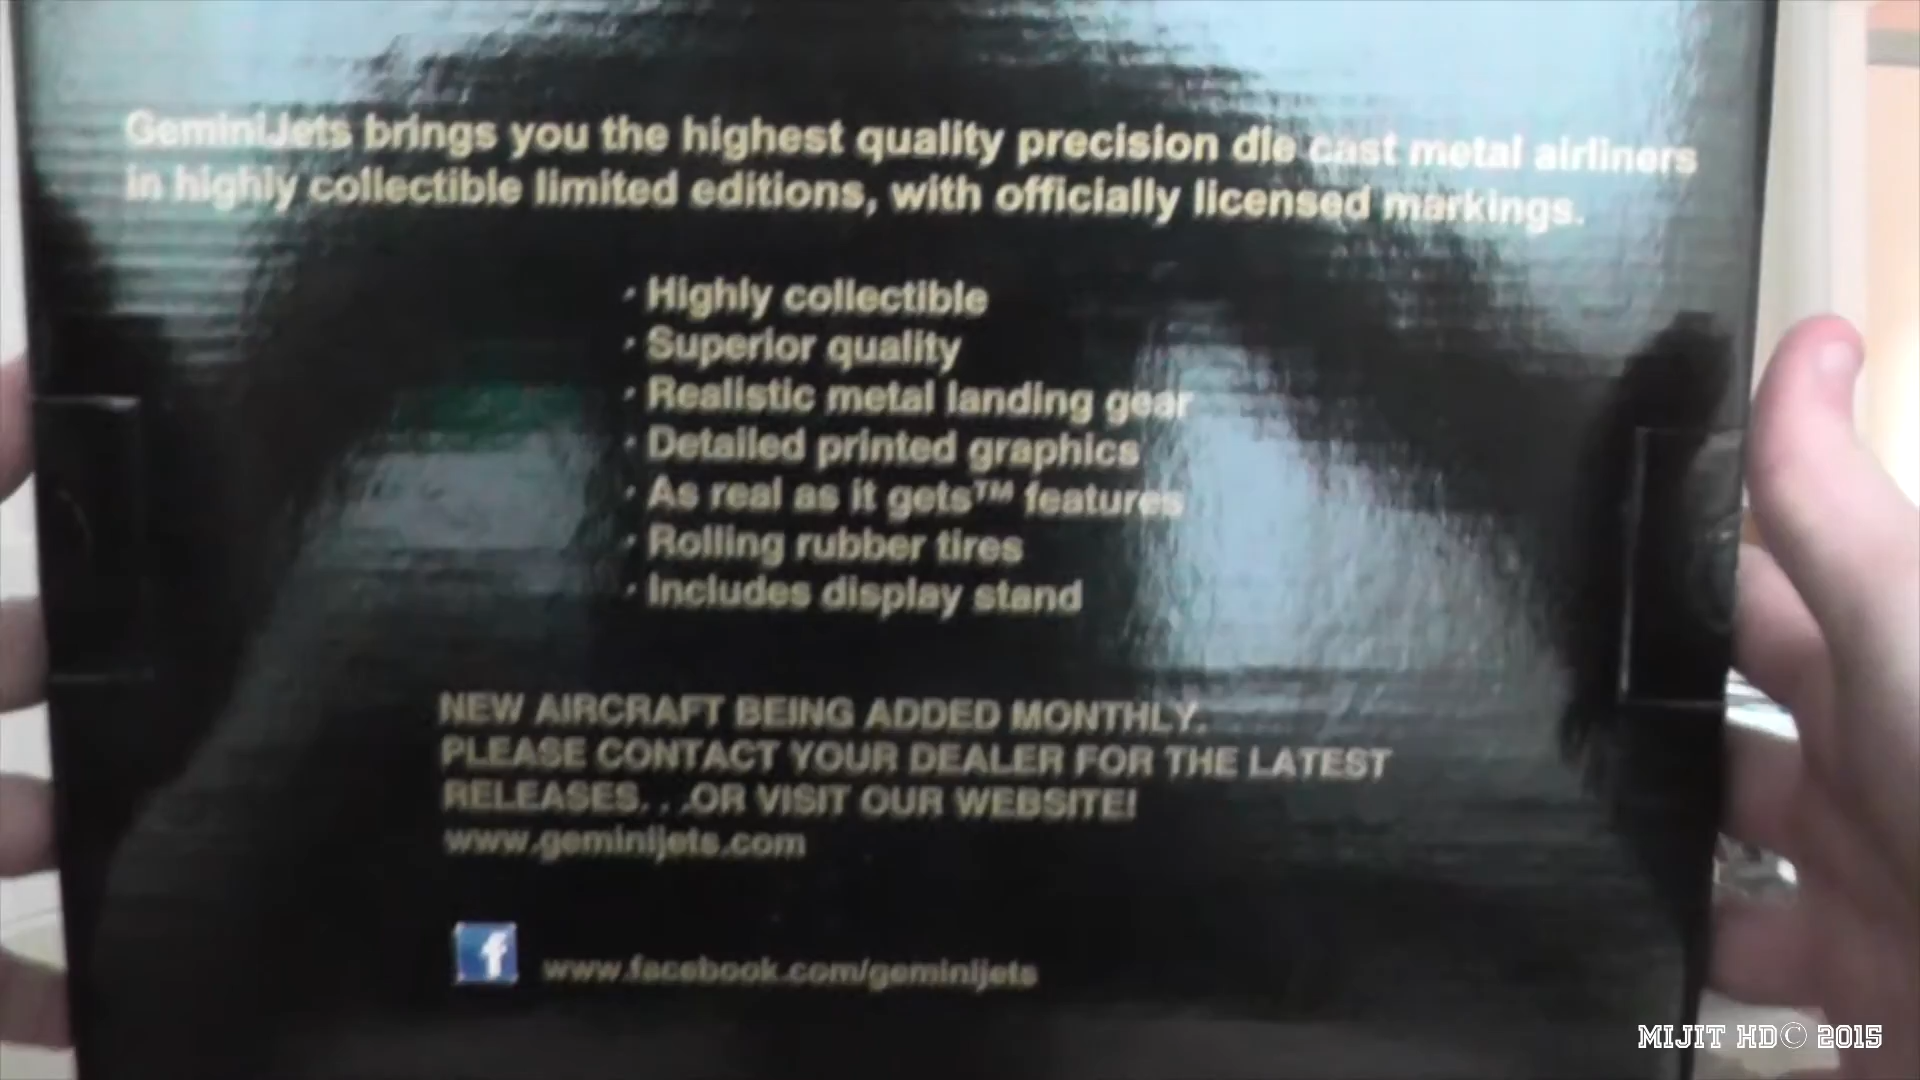 GeminiJets brings you the highest quality precision die cast metal airliners
in highly collectible limited editions, with officially licensed markings.
· Highly collectible
· Superior quality
· Realistic metal landing gear
· Detailed printed graphics
· As real as it gets™ features
· Rolling rubber tires
· Includes display stand
NEW AIRCRAFT BEING ADDED MONTHLY.
PLEASE CONTACT YOUR DEALER FOR THE LATEST
RELEASES. . .OR VISIT OUR WEBSITE!
www.geminijets.com
f www.facebook.com/geminijets
MIJIT HD© 2015